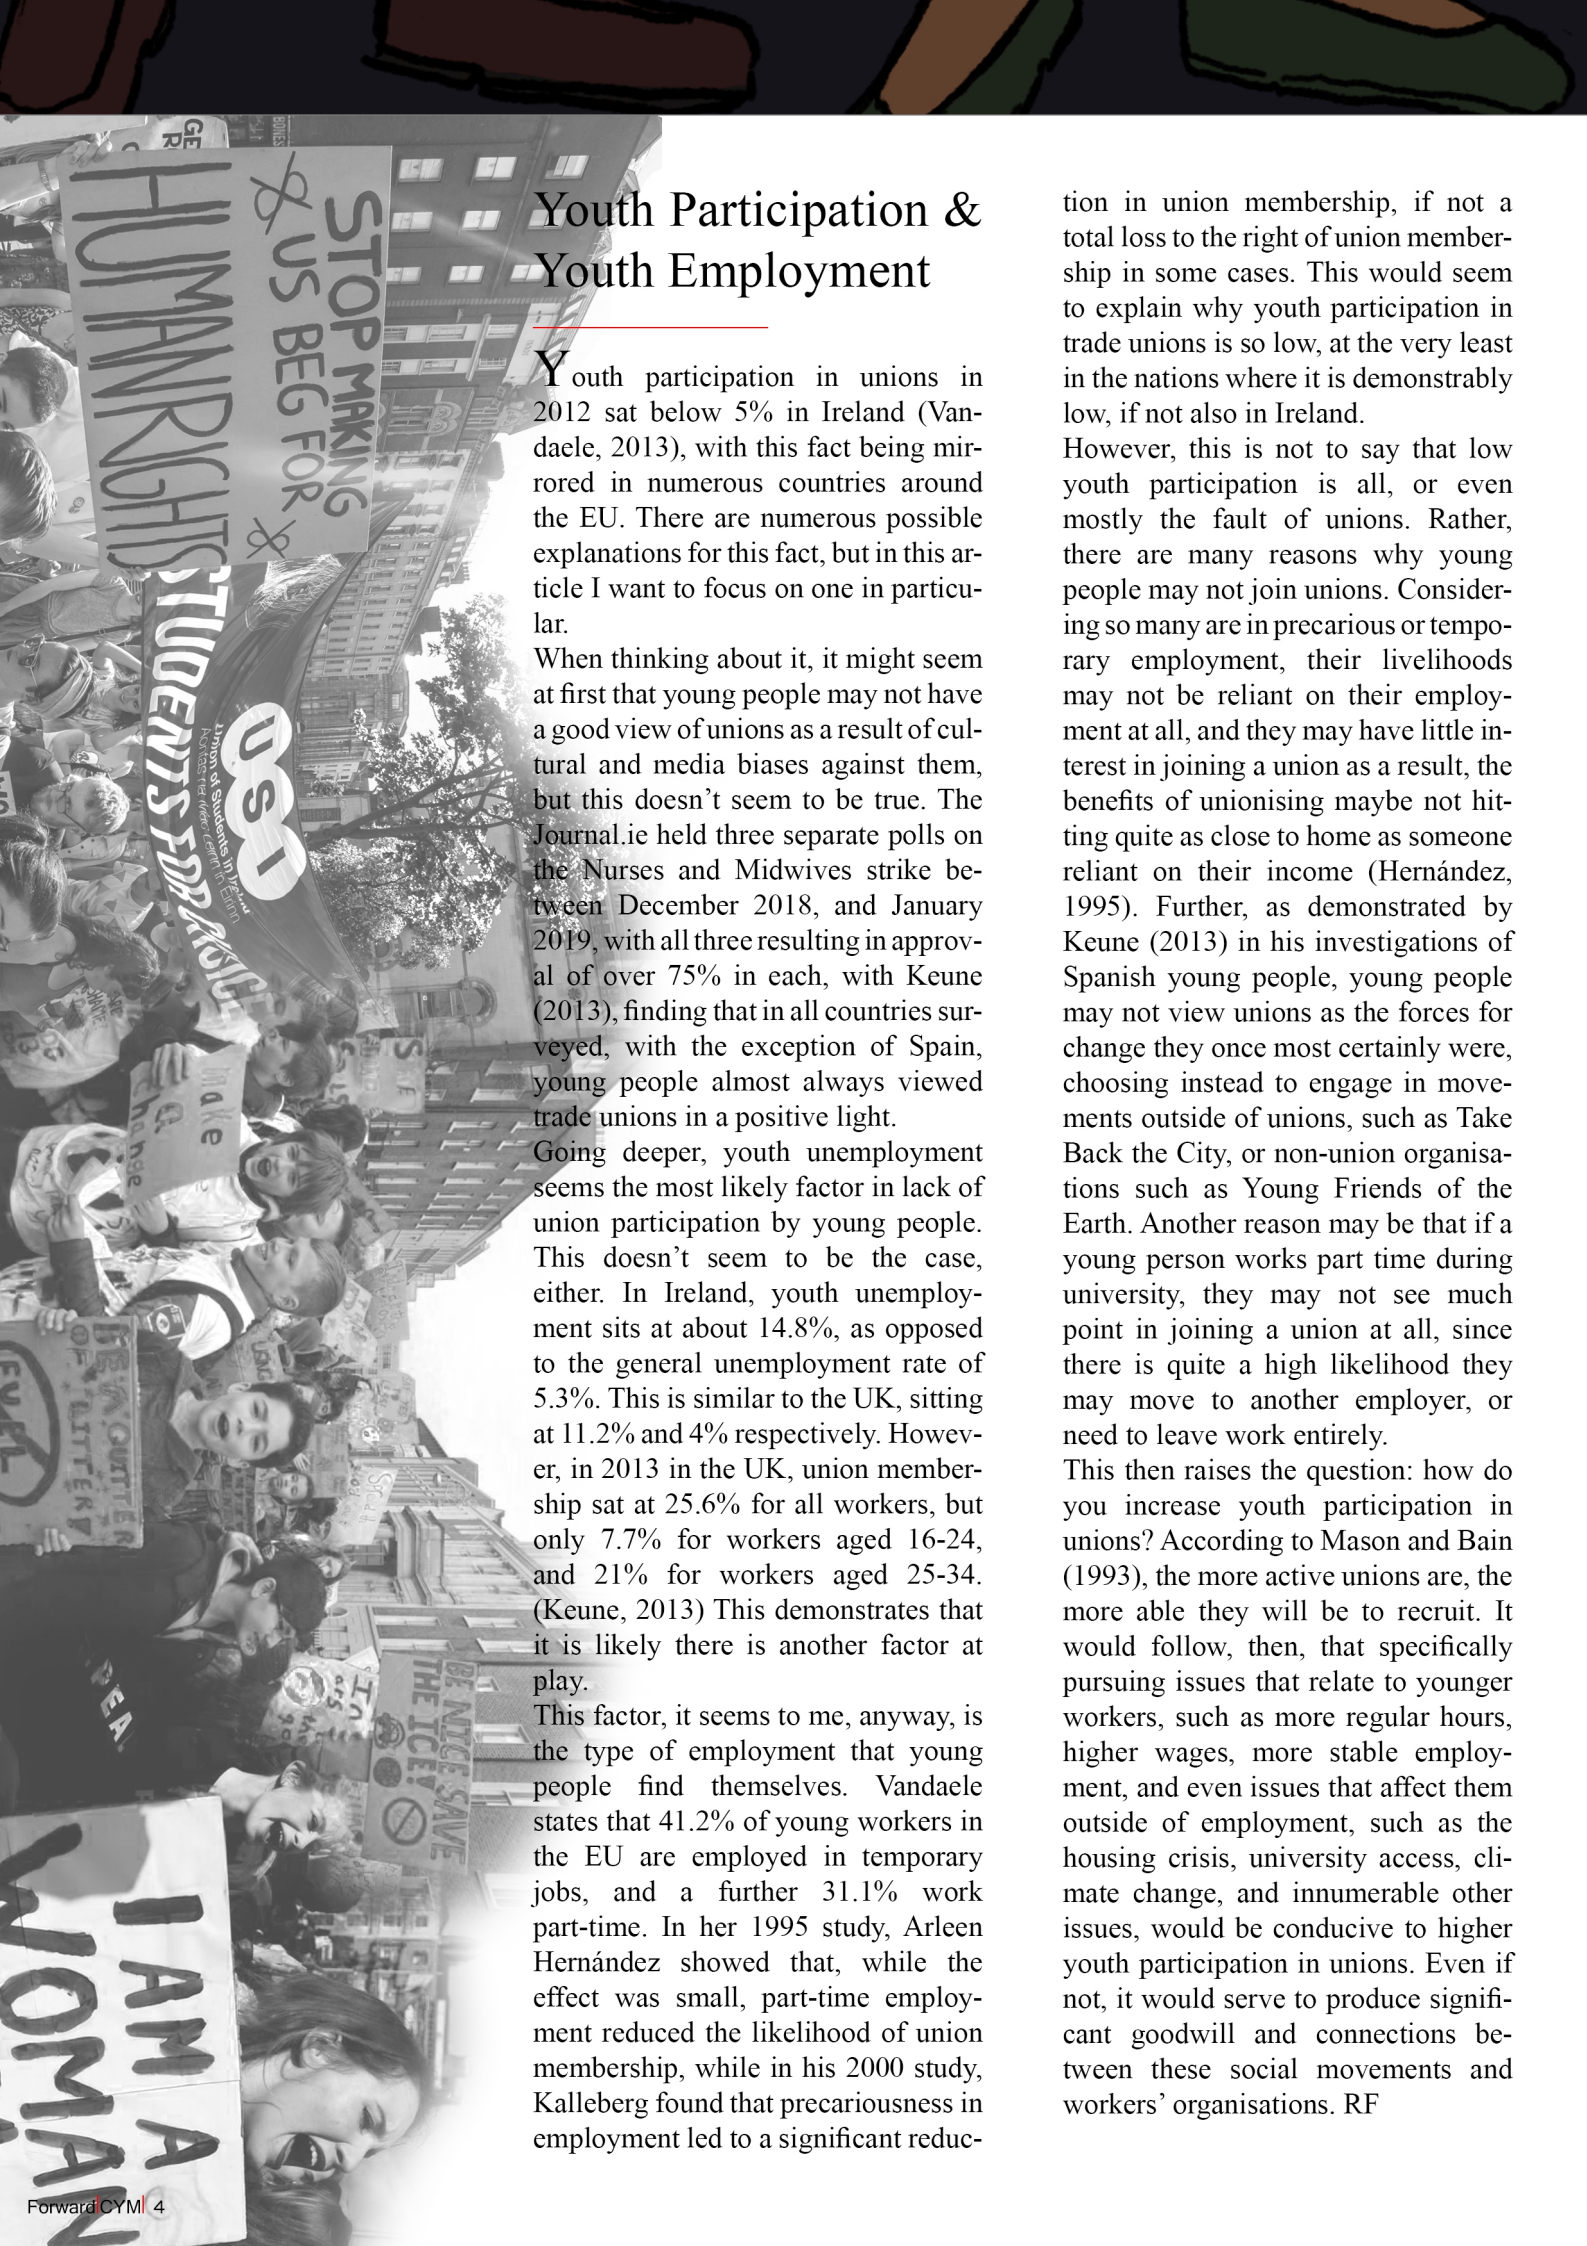 STOP MAKING
US BEG FOR
HUMAN RIGHTS
STUDENTS FOR CHOICE
USI
Union of Students in Ireland
Aontas na Mac Léinn in Éirinn
make
a
change
BE A QUITTER
OF LITTER
BE NICE SAVE
THE ICE!
I AM A
WOMAN
Youth Participation &
Youth Employment
Youth participation in unions in
2012 sat below 5% in Ireland (Van-
daele, 2013), with this fact being mir-
rored in numerous countries around
the EU. There are numerous possible
explanations for this fact, but in this ar-
ticle I want to focus on one in particu-
lar.
When thinking about it, it might seem
at first that young people may not have
a good view of unions as a result of cul-
tural and media biases against them,
but this doesn’t seem to be true. The
Journal.ie held three separate polls on
the Nurses and Midwives strike be-
tween December 2018, and January
2019, with all three resulting in approv-
al of over 75% in each, with Keune
(2013), finding that in all countries sur-
veyed, with the exception of Spain,
young people almost always viewed
trade unions in a positive light.
Going deeper, youth unemployment
seems the most likely factor in lack of
union participation by young people.
This doesn’t seem to be the case,
either. In Ireland, youth unemploy-
ment sits at about 14.8%, as opposed
to the general unemployment rate of
5.3%. This is similar to the UK, sitting
at 11.2% and 4% respectively. Howev-
er, in 2013 in the UK, union member-
ship sat at 25.6% for all workers, but
only 7.7% for workers aged 16-24,
and 21% for workers aged 25-34.
(Keune, 2013) This demonstrates that
it is likely there is another factor at
play.
This factor, it seems to me, anyway, is
the type of employment that young
people find themselves. Vandaele
states that 41.2% of young workers in
the EU are employed in temporary
jobs, and a further 31.1% work
part-time. In her 1995 study, Arleen
Hernández showed that, while the
effect was small, part-time employ-
ment reduced the likelihood of union
membership, while in his 2000 study,
Kalleberg found that precariousness in
employment led to a significant reduc-
tion in union membership, if not a
total loss to the right of union member-
ship in some cases. This would seem
to explain why youth participation in
trade unions is so low, at the very least
in the nations where it is demonstrably
low, if not also in Ireland.
However, this is not to say that low
youth participation is all, or even
mostly the fault of unions. Rather,
there are many reasons why young
people may not join unions. Consider-
ing so many are in precarious or tempo-
rary employment, their livelihoods
may not be reliant on their employ-
ment at all, and they may have little in-
terest in joining a union as a result, the
benefits of unionising maybe not hit-
ting quite as close to home as someone
reliant on their income (Hernández,
1995). Further, as demonstrated by
Keune (2013) in his investigations of
Spanish young people, young people
may not view unions as the forces for
change they once most certainly were,
choosing instead to engage in move-
ments outside of unions, such as Take
Back the City, or non-union organisa-
tions such as Young Friends of the
Earth. Another reason may be that if a
young person works part time during
university, they may not see much
point in joining a union at all, since
there is quite a high likelihood they
may move to another employer, or
need to leave work entirely.
This then raises the question: how do
you increase youth participation in
unions? According to Mason and Bain
(1993), the more active unions are, the
more able they will be to recruit. It
would follow, then, that specifically
pursuing issues that relate to younger
workers, such as more regular hours,
higher wages, more stable employ-
ment, and even issues that affect them
outside of employment, such as the
housing crisis, university access, cli-
mate change, and innumerable other
issues, would be conducive to higher
youth participation in unions. Even if
not, it would serve to produce signifi-
cant goodwill and connections be-
tween these social movements and
workers’ organisations. RF
Forward|CYM| 4